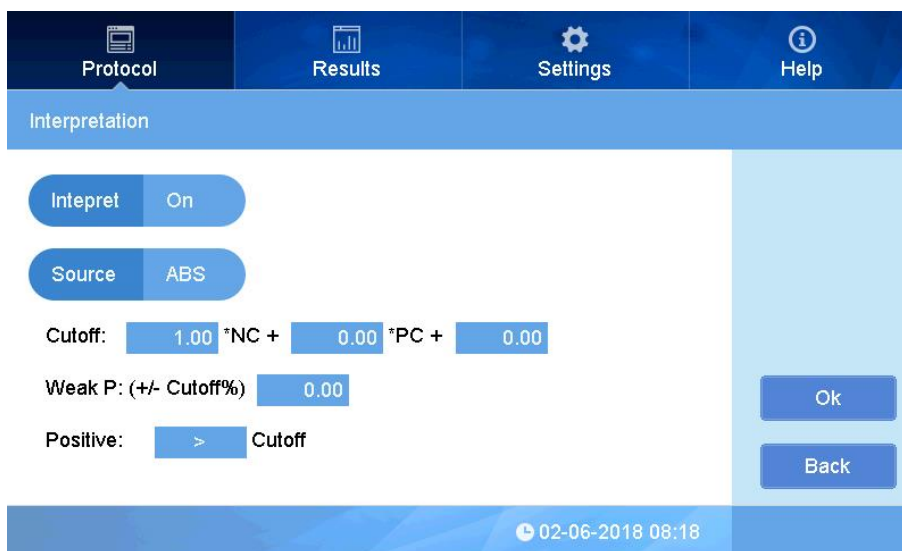 Protocol Results Settings Help
Interpretation
Intepret On
Source ABS
Cutoff: 1.00 *NC + 0.00 *PC + 0.00
Weak P: (+/- Cutoff%) 0.00
Ok
Positive: > Cutoff
Back
02-06-2018 08:18